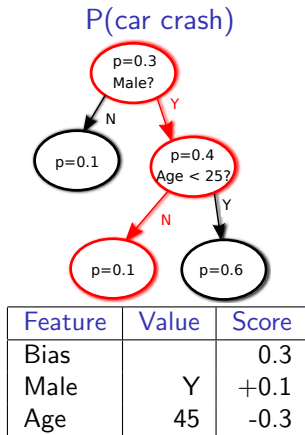 P(car crash)
p=0.3
Male?
N
Y
p=0.1
p=0.4
Age < 25?
N
Y
p=0.1
p=0.6
Feature Value Score
Bias 0.3
Male Y +0.1
Age 45 -0.3